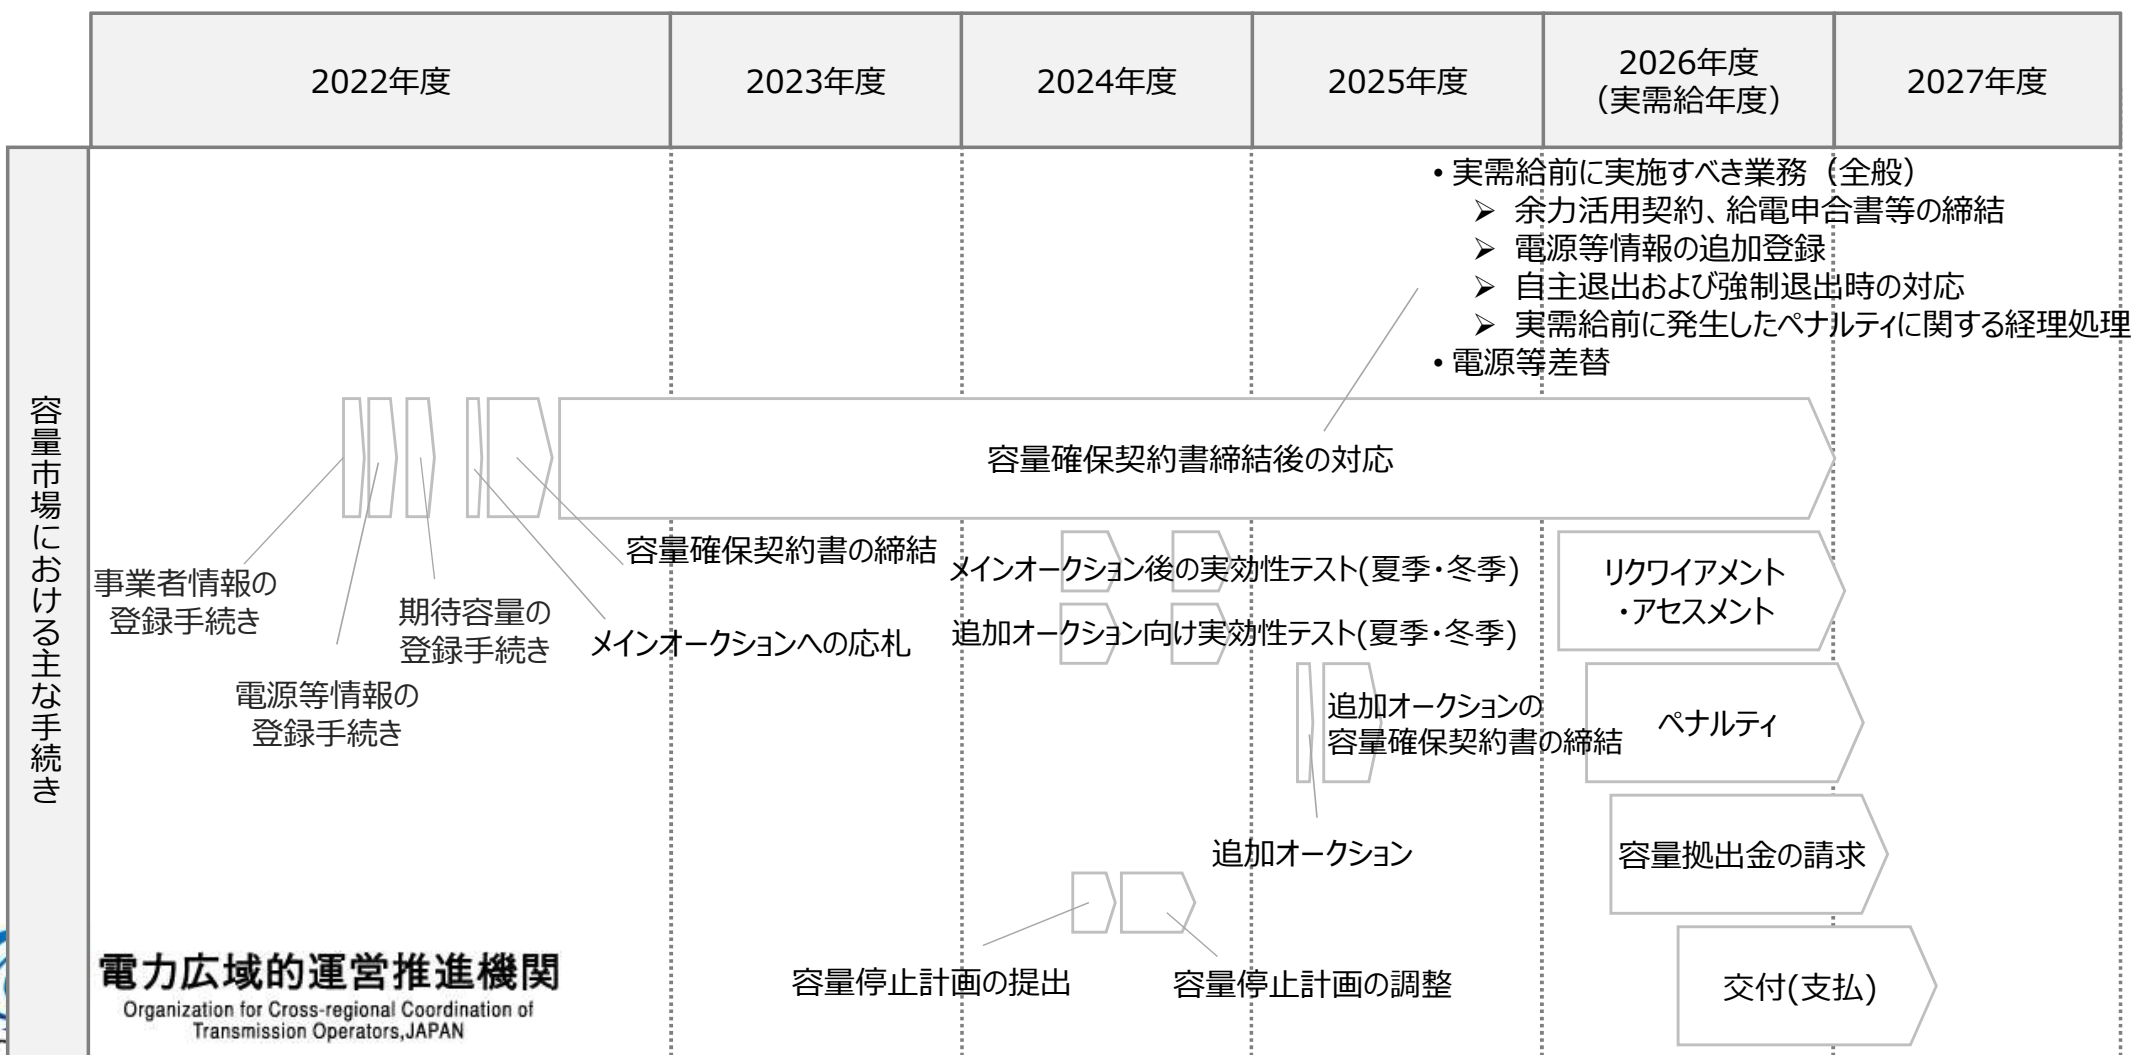 2022年度
2023年度
2024年度
2025年度
2026年度
(実需給年度)
2027年度
容量市場における主な手続き
• 実需給前に実施すべき業務（全般）
➢ 余力活用契約、給電申合書等の締結
➢ 電源等情報の追加登録
➢ 自主退出および強制退出時の対応
➢ 実需給前に発生したペナルティに関する経理処理
• 電源等差替
容量確保契約書締結後の対応
事業者情報の
登録手続き
電源等情報の
登録手続き
期待容量の
登録手続き
メインオークションへの応札
容量確保契約書の締結
メインオークション後の実効性テスト(夏季・冬季)
追加オークション向け実効性テスト(夏季・冬季)
リクワイアメント
・アセスメント
追加オークションの
容量確保契約書の締結
ペナルティ
追加オークション
容量拠出金の請求
容量停止計画の提出
容量停止計画の調整
交付(支払)
電力広域的運営推進機関
Organization for Cross-regional Coordination of
Transmission Operators,JAPAN